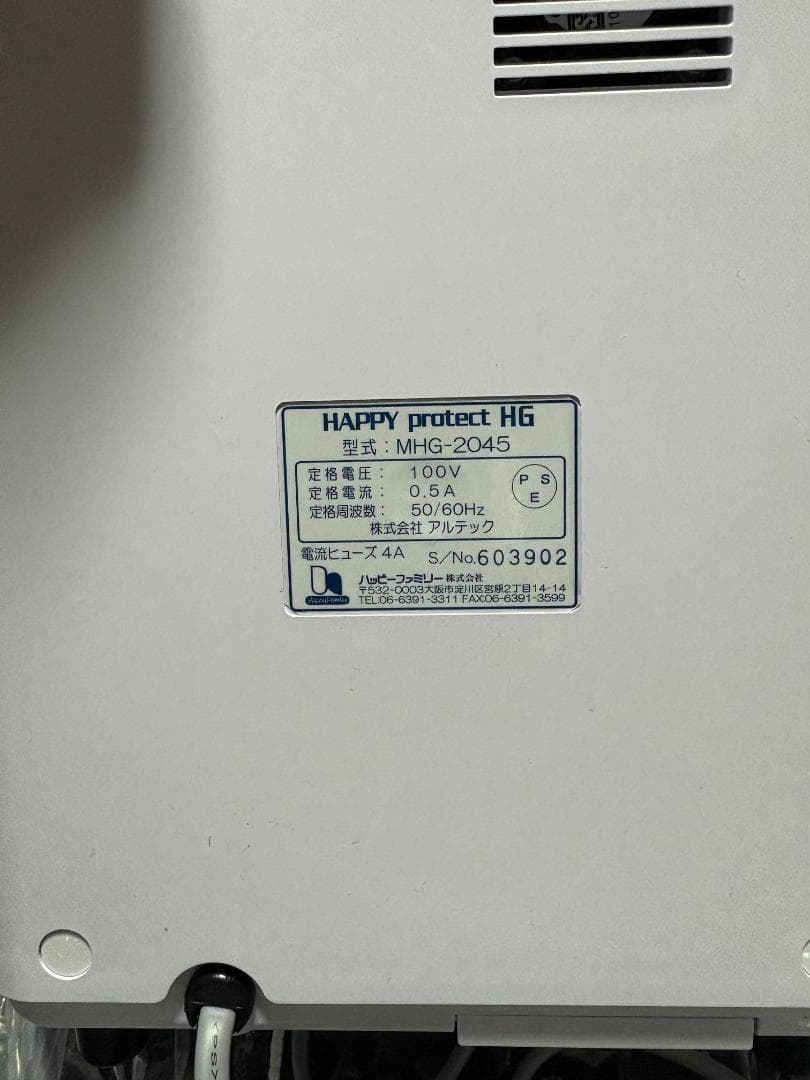 HAPPY protect HG
型式：MHG-2045
定格電圧： 100V
定格電流： 0.5A
定格周波数： 50/60Hz
P S E
株式会社 アルテック
電流ヒューズ 4A S/No.603902
ハッピーファミリー株式会社
〒532-0003大阪市淀川区宮原2丁目14-14
TEL:06-6391-3311 FAX:06-6391-3599
Happy Family